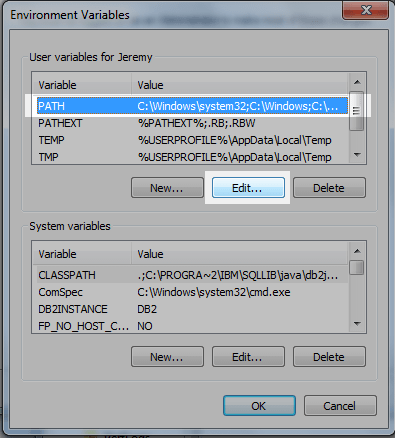 Environment Variables
User variables for Jeremy
Variable Value
PATH C:\Windows\system32;C:\Windows;C:\...
PATHEXT %PATHEXT%;.RB;.RBW
TEMP %USERPROFILE%\AppData\Local\Temp
TMP %USERPROFILE%\AppData\Local\Temp
New... Edit... Delete
System variables
Variable Value
CLASSPATH .;C:\PROGRA~2\IBM\SQLLIB\java\db2j...
ComSpec C:\Windows\system32\cmd.exe
DB2INSTANCE DB2
FP_NO_HOST_C... NO
New... Edit... Delete
OK Cancel